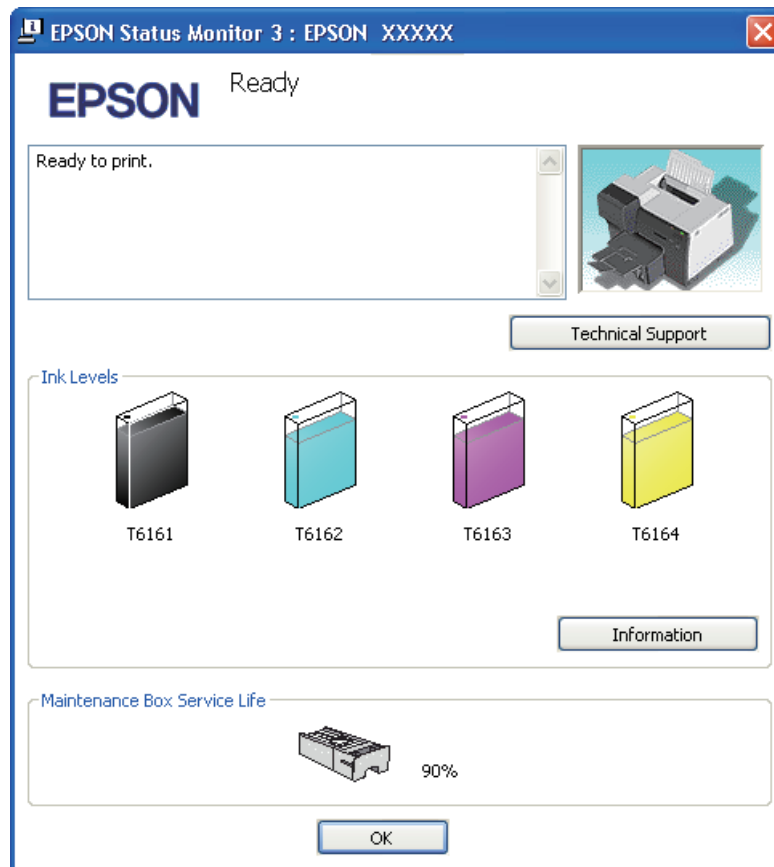 EPSON Status Monitor 3 : EPSON XXXXX
EPSON
Ready
Ready to print.
Technical Support
Ink Levels
T6161 T6162 T6163 T6164
Information
Maintenance Box Service Life
90%
OK